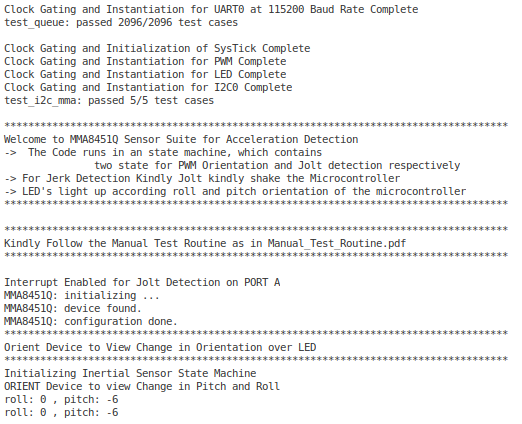 Clock Gating and Instantiation for UART0 at 115200 Baud Rate Complete
test_queue: passed 2096/2096 test cases
Clock Gating and Initialization of SysTick Complete
Clock Gating and Instantiation for PWM Complete
Clock Gating and Instantiation for LED Complete
Clock Gating and Instantiation for I2C0 Complete
test_i2c_mma: passed 5/5 test cases
************************************************************************************
Welcome to MMA8451Q Sensor Suite for Acceleration Detection
->  The Code runs in an state machine, which contains
               two state for PWM Orientation and Jolt detection respectively
-> For Jerk Detection Kindly Jolt kindly shake the Microcontroller
-> LED's light up according roll and pitch orientation of the microcontroller
************************************************************************************
************************************************************************************
Kindly Follow the Manual Test Routine as in Manual_Test_Routine.pdf
************************************************************************************
Interrupt Enabled for Jolt Detection on PORT A
MMA8451Q: initializing ...
MMA8451Q: device found.
MMA8451Q: configuration done.
************************************************************************************
Orient Device to View Change in Orientation over LED
************************************************************************************
Initializing Inertial Sensor State Machine
ORIENT Device to view Change in Pitch and Roll
roll: 0 , pitch: -6
roll: 0 , pitch: -6